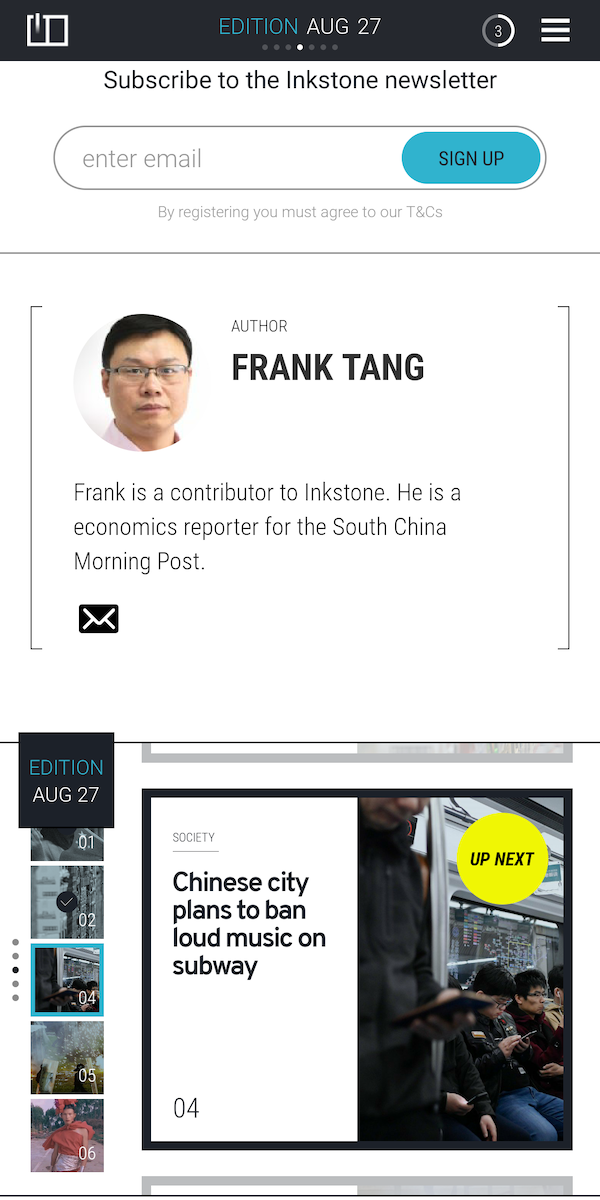 EDITION AUG 27
3
Subscribe to the Inkstone newsletter
enter email
SIGN UP
By registering you must agree to our T&Cs
AUTHOR
FRANK TANG
Frank is a contributor to Inkstone. He is a
economics reporter for the South China
Morning Post.
EDITION
AUG 27
01
02
04
05
06
SOCIETY
Chinese city
plans to ban
loud music on
subway
04
UP NEXT